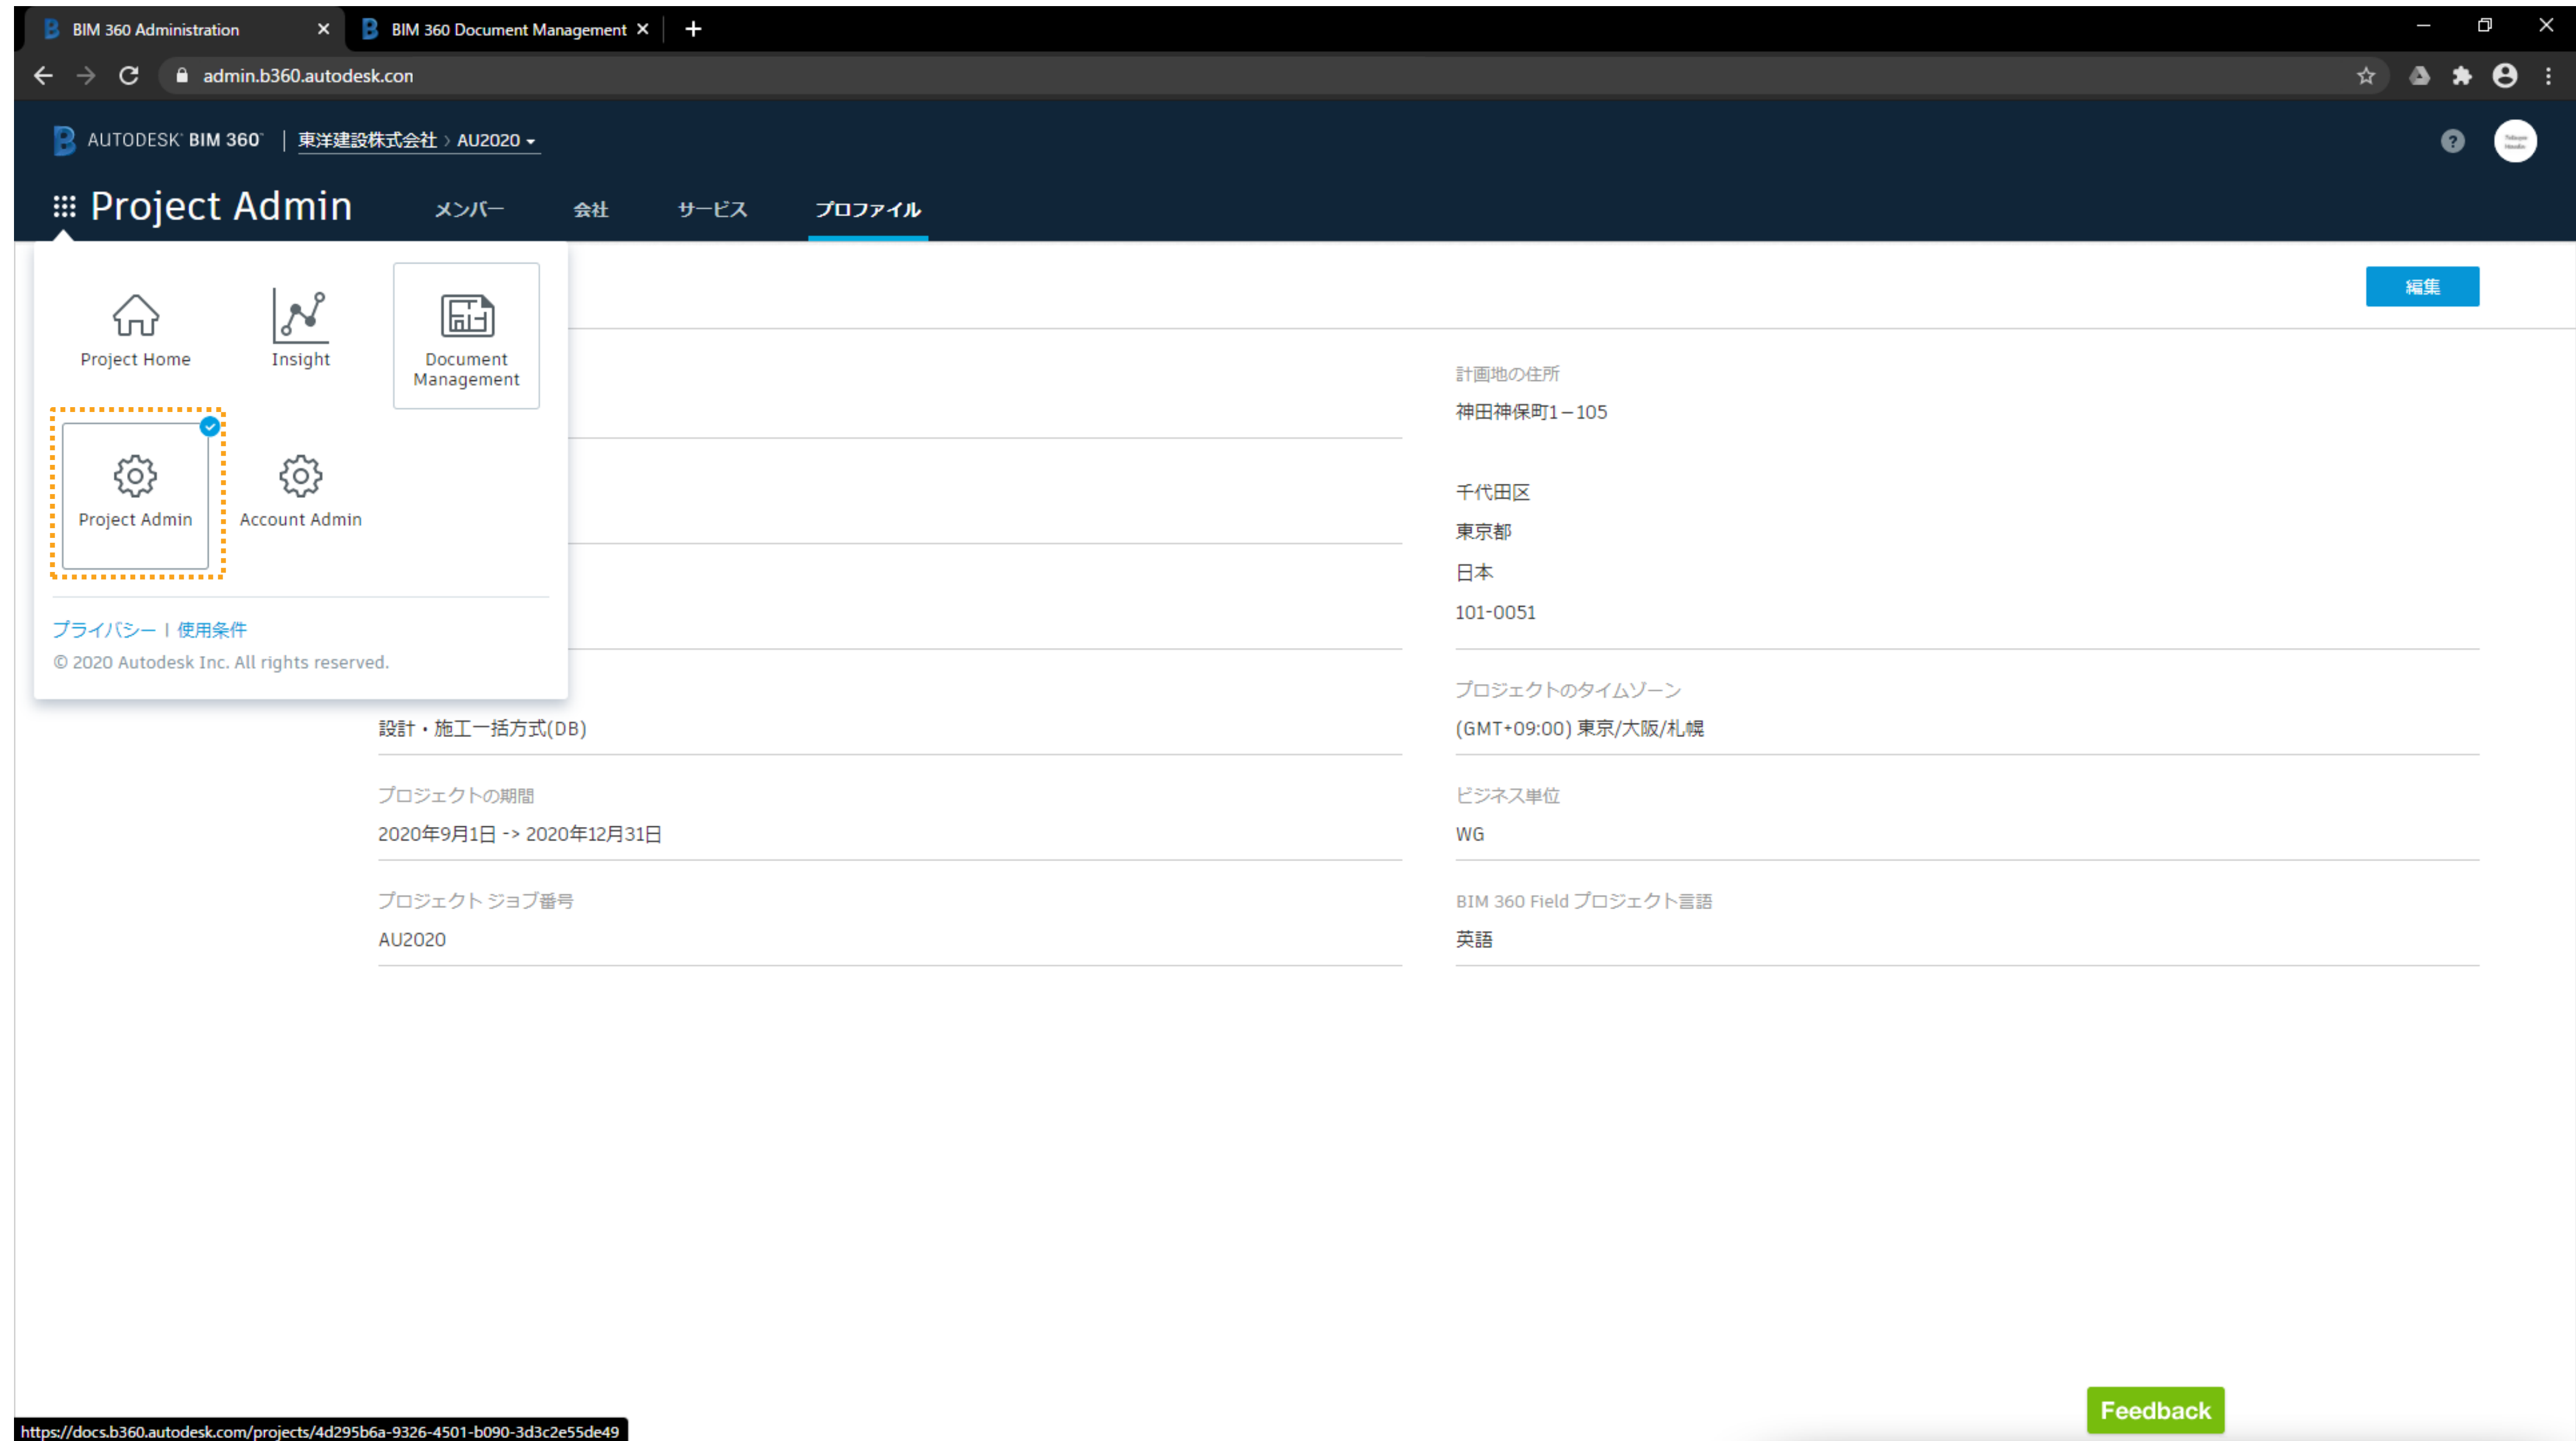 BIM 360 Administration
BIM 360 Document Management
admin.b360.autodesk.con
AUTODESK® BIM 360™ | 東洋建設株式会社 > AU2020
Project Admin メンバー 会社 サービス プロファイル
編集
Project Home
Insight
Document
Management
Project Admin
Account Admin
プライバシー | 使用条件
© 2020 Autodesk Inc. All rights reserved.
計画地の住所
神田神保町1－105
千代田区
東京都
日本
101-0051
設計・施工一括方式(DB)
プロジェクトのタイムゾーン
(GMT+09:00) 東京/大阪/札幌
プロジェクトの期間
2020年9月1日 -> 2020年12月31日
ビジネス単位
WG
プロジェクト ジョブ番号
AU2020
BIM 360 Field プロジェクト言語
英語
Feedback
https://docs.b360.autodesk.com/projects/4d295b6a-9326-4501-b090-3d3c2e55de49